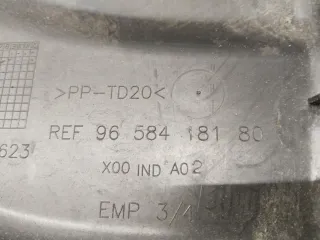 >PP-TD20<
REF 96 584 181 80
623
X00 IND A02
EMP 3/4